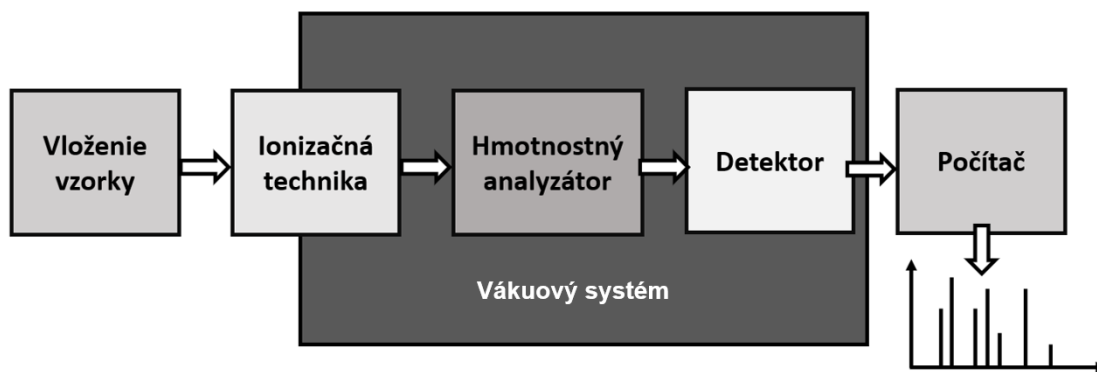 Vloženie
vzorky
Ionizačná
technika
Hmotnostný
analyzátor
Detektor
Počítač
Vákuový systém